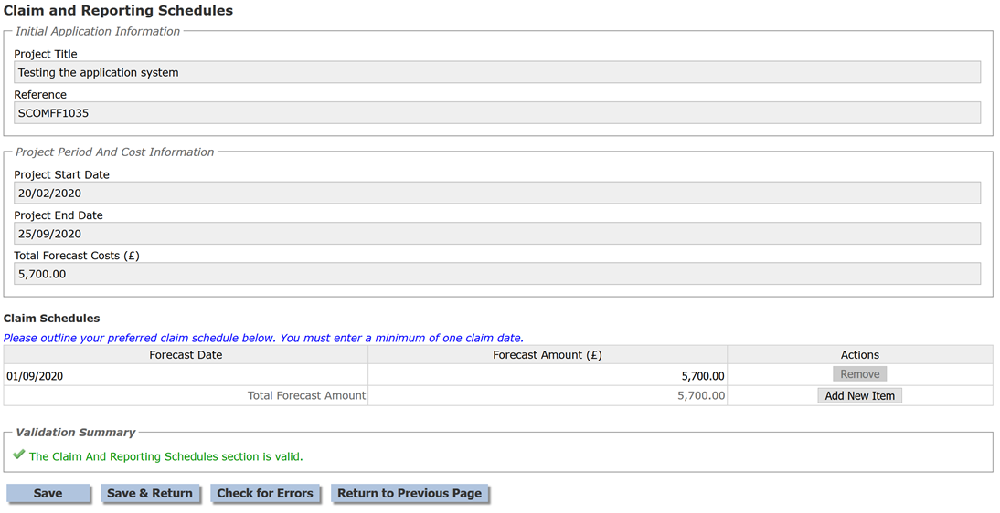 Claim and Reporting Schedules
Initial Application Information
Project Title
Testing the application system
Reference
SCOMFF1035
Project Period And Cost Information
Project Start Date
20/02/2020
Project End Date
25/09/2020
Total Forecast Costs (£)
5,700.00
Claim Schedules
Please outline your preferred claim schedule below. You must enter a minimum of one claim date.
Forecast Date Forecast Amount (£) Actions
01/09/2020 5,700.00 Remove
Total Forecast Amount 5,700.00 Add New Item
Validation Summary
The Claim And Reporting Schedules section is valid.
Save Save & Return Check for Errors Return to Previous Page